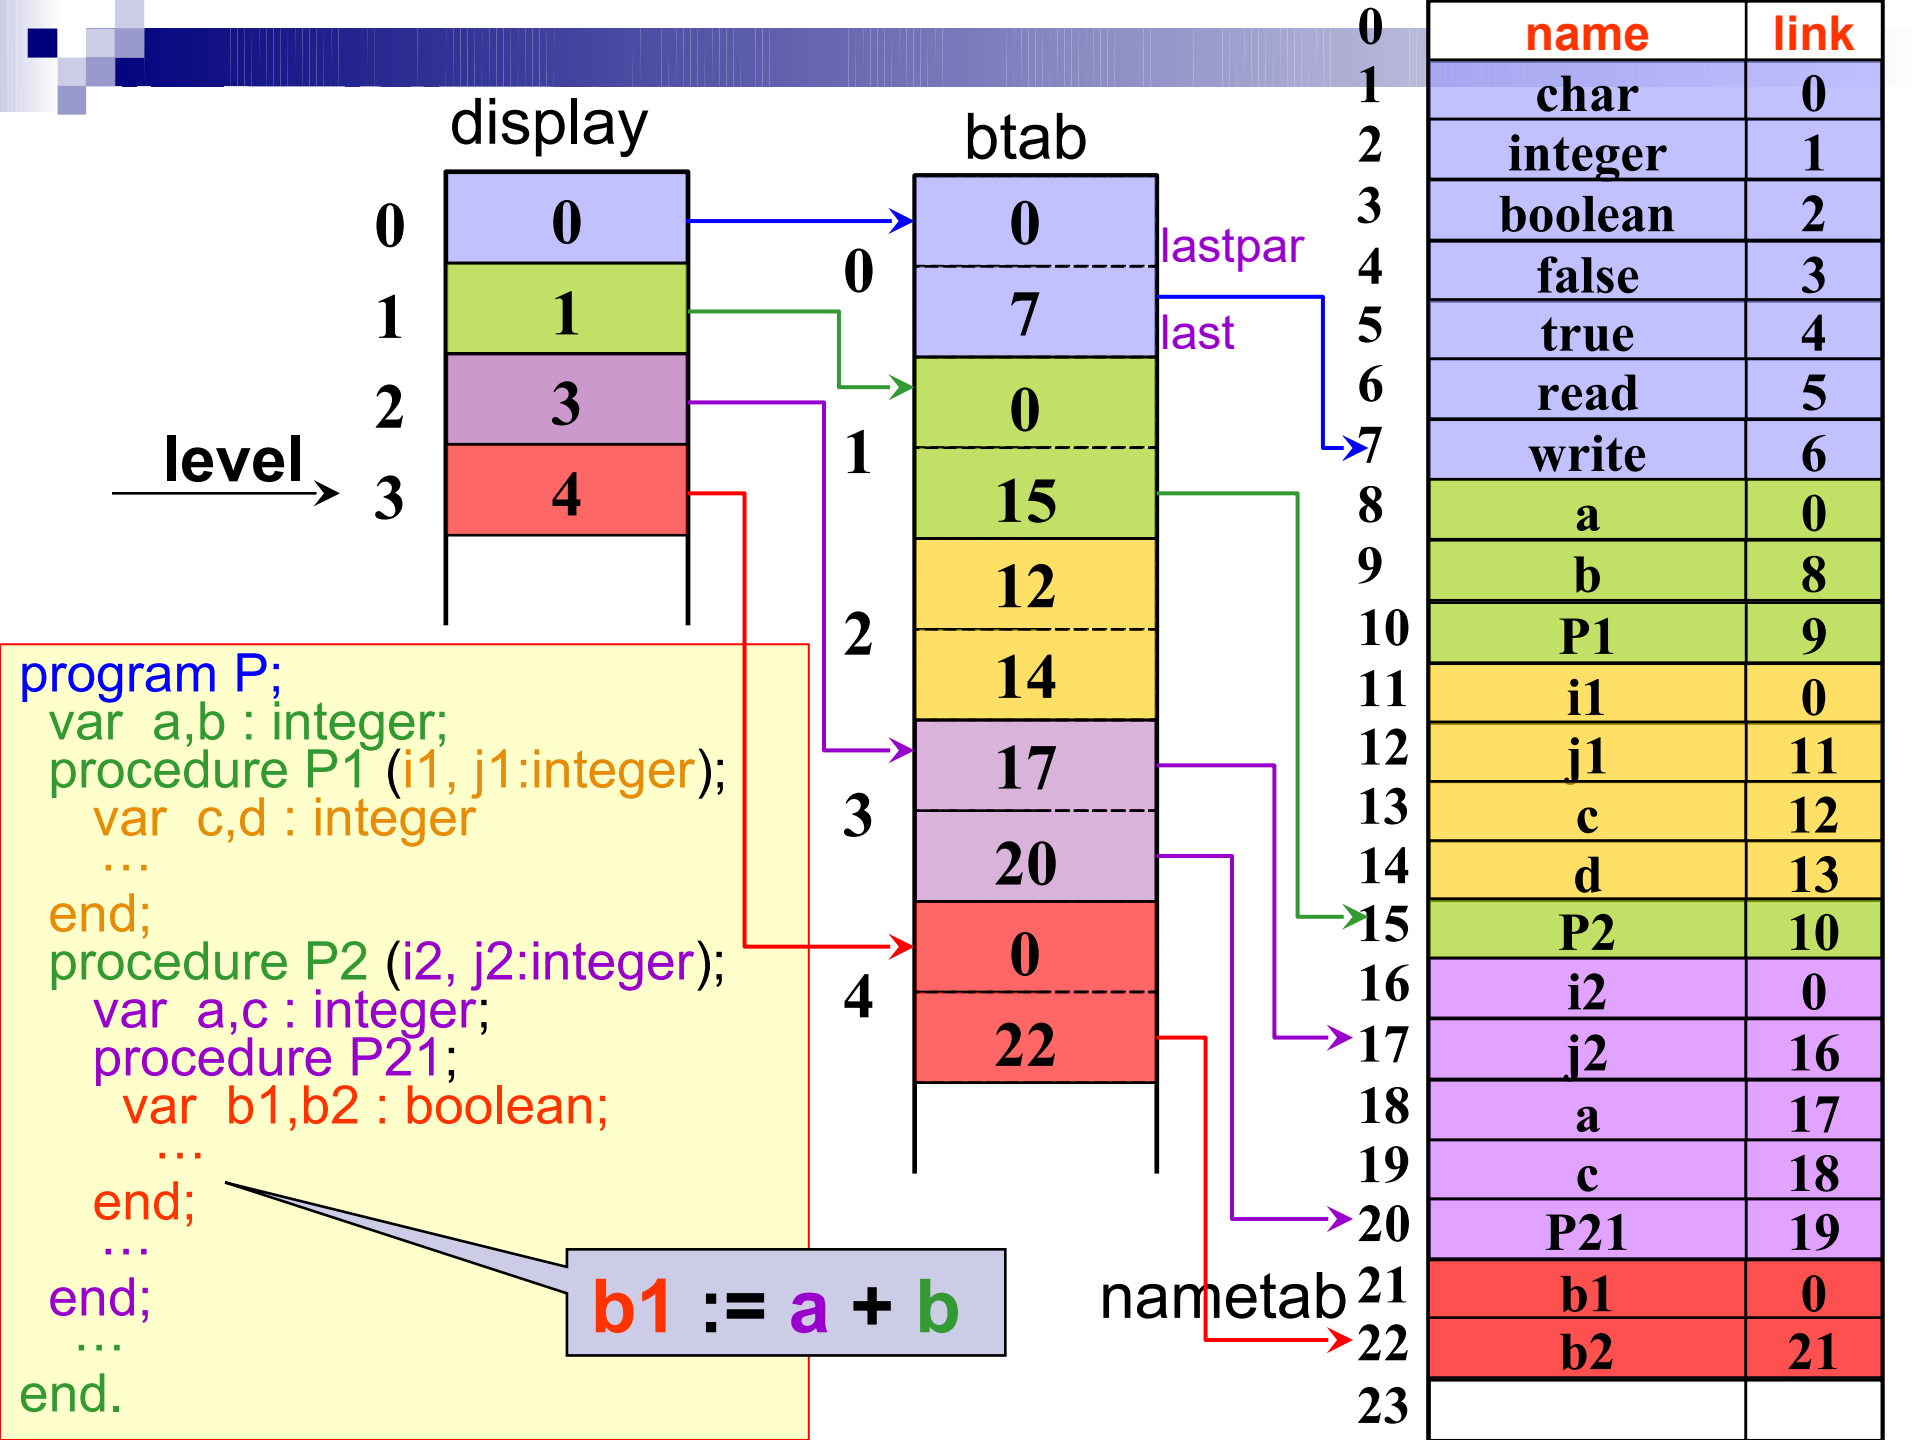 display
0 0
1 1
2 3
3 4
level
btab
0
0
7
lastpar
last
1
0
15
2
12
14
3
17
20
4
0
22
program P;
var a,b : integer;
procedure P1 (i1, j1:integer);
var c,d : integer
...
end;
procedure P2 (i2, j2:integer);
var a,c : integer;
procedure P21;
var b1,b2 : boolean;
...
end;
...
end;
...
end.
b1 := a + b
nametab
0 name link
1 char 0
2 integer 1
3 boolean 2
4 false 3
5 true 4
6 read 5
7 write 6
8 a 0
9 b 8
10 P1 9
11 i1 0
12 j1 11
13 c 12
14 d 13
15 P2 10
16 i2 0
17 j2 16
18 a 17
19 c 18
20 P21 19
21 b1 0
22 b2 21
23